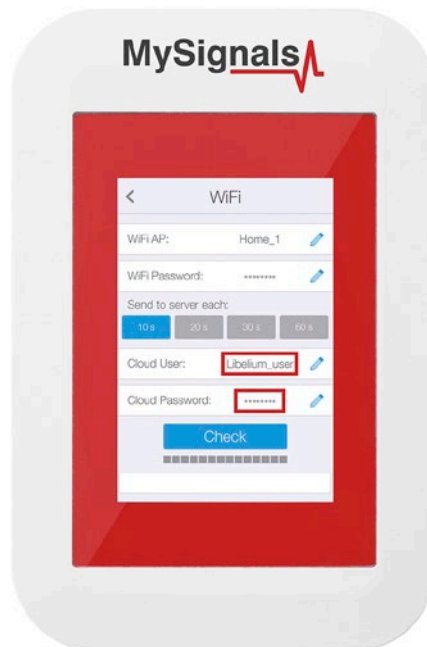 MySignals
< WiFi
WiFi AP: Home_1
WiFi Password: ********
Send to server each:
10 s 20 s 30 s 60 s
Cloud User: Libelium_user
Cloud Password: ********
Check